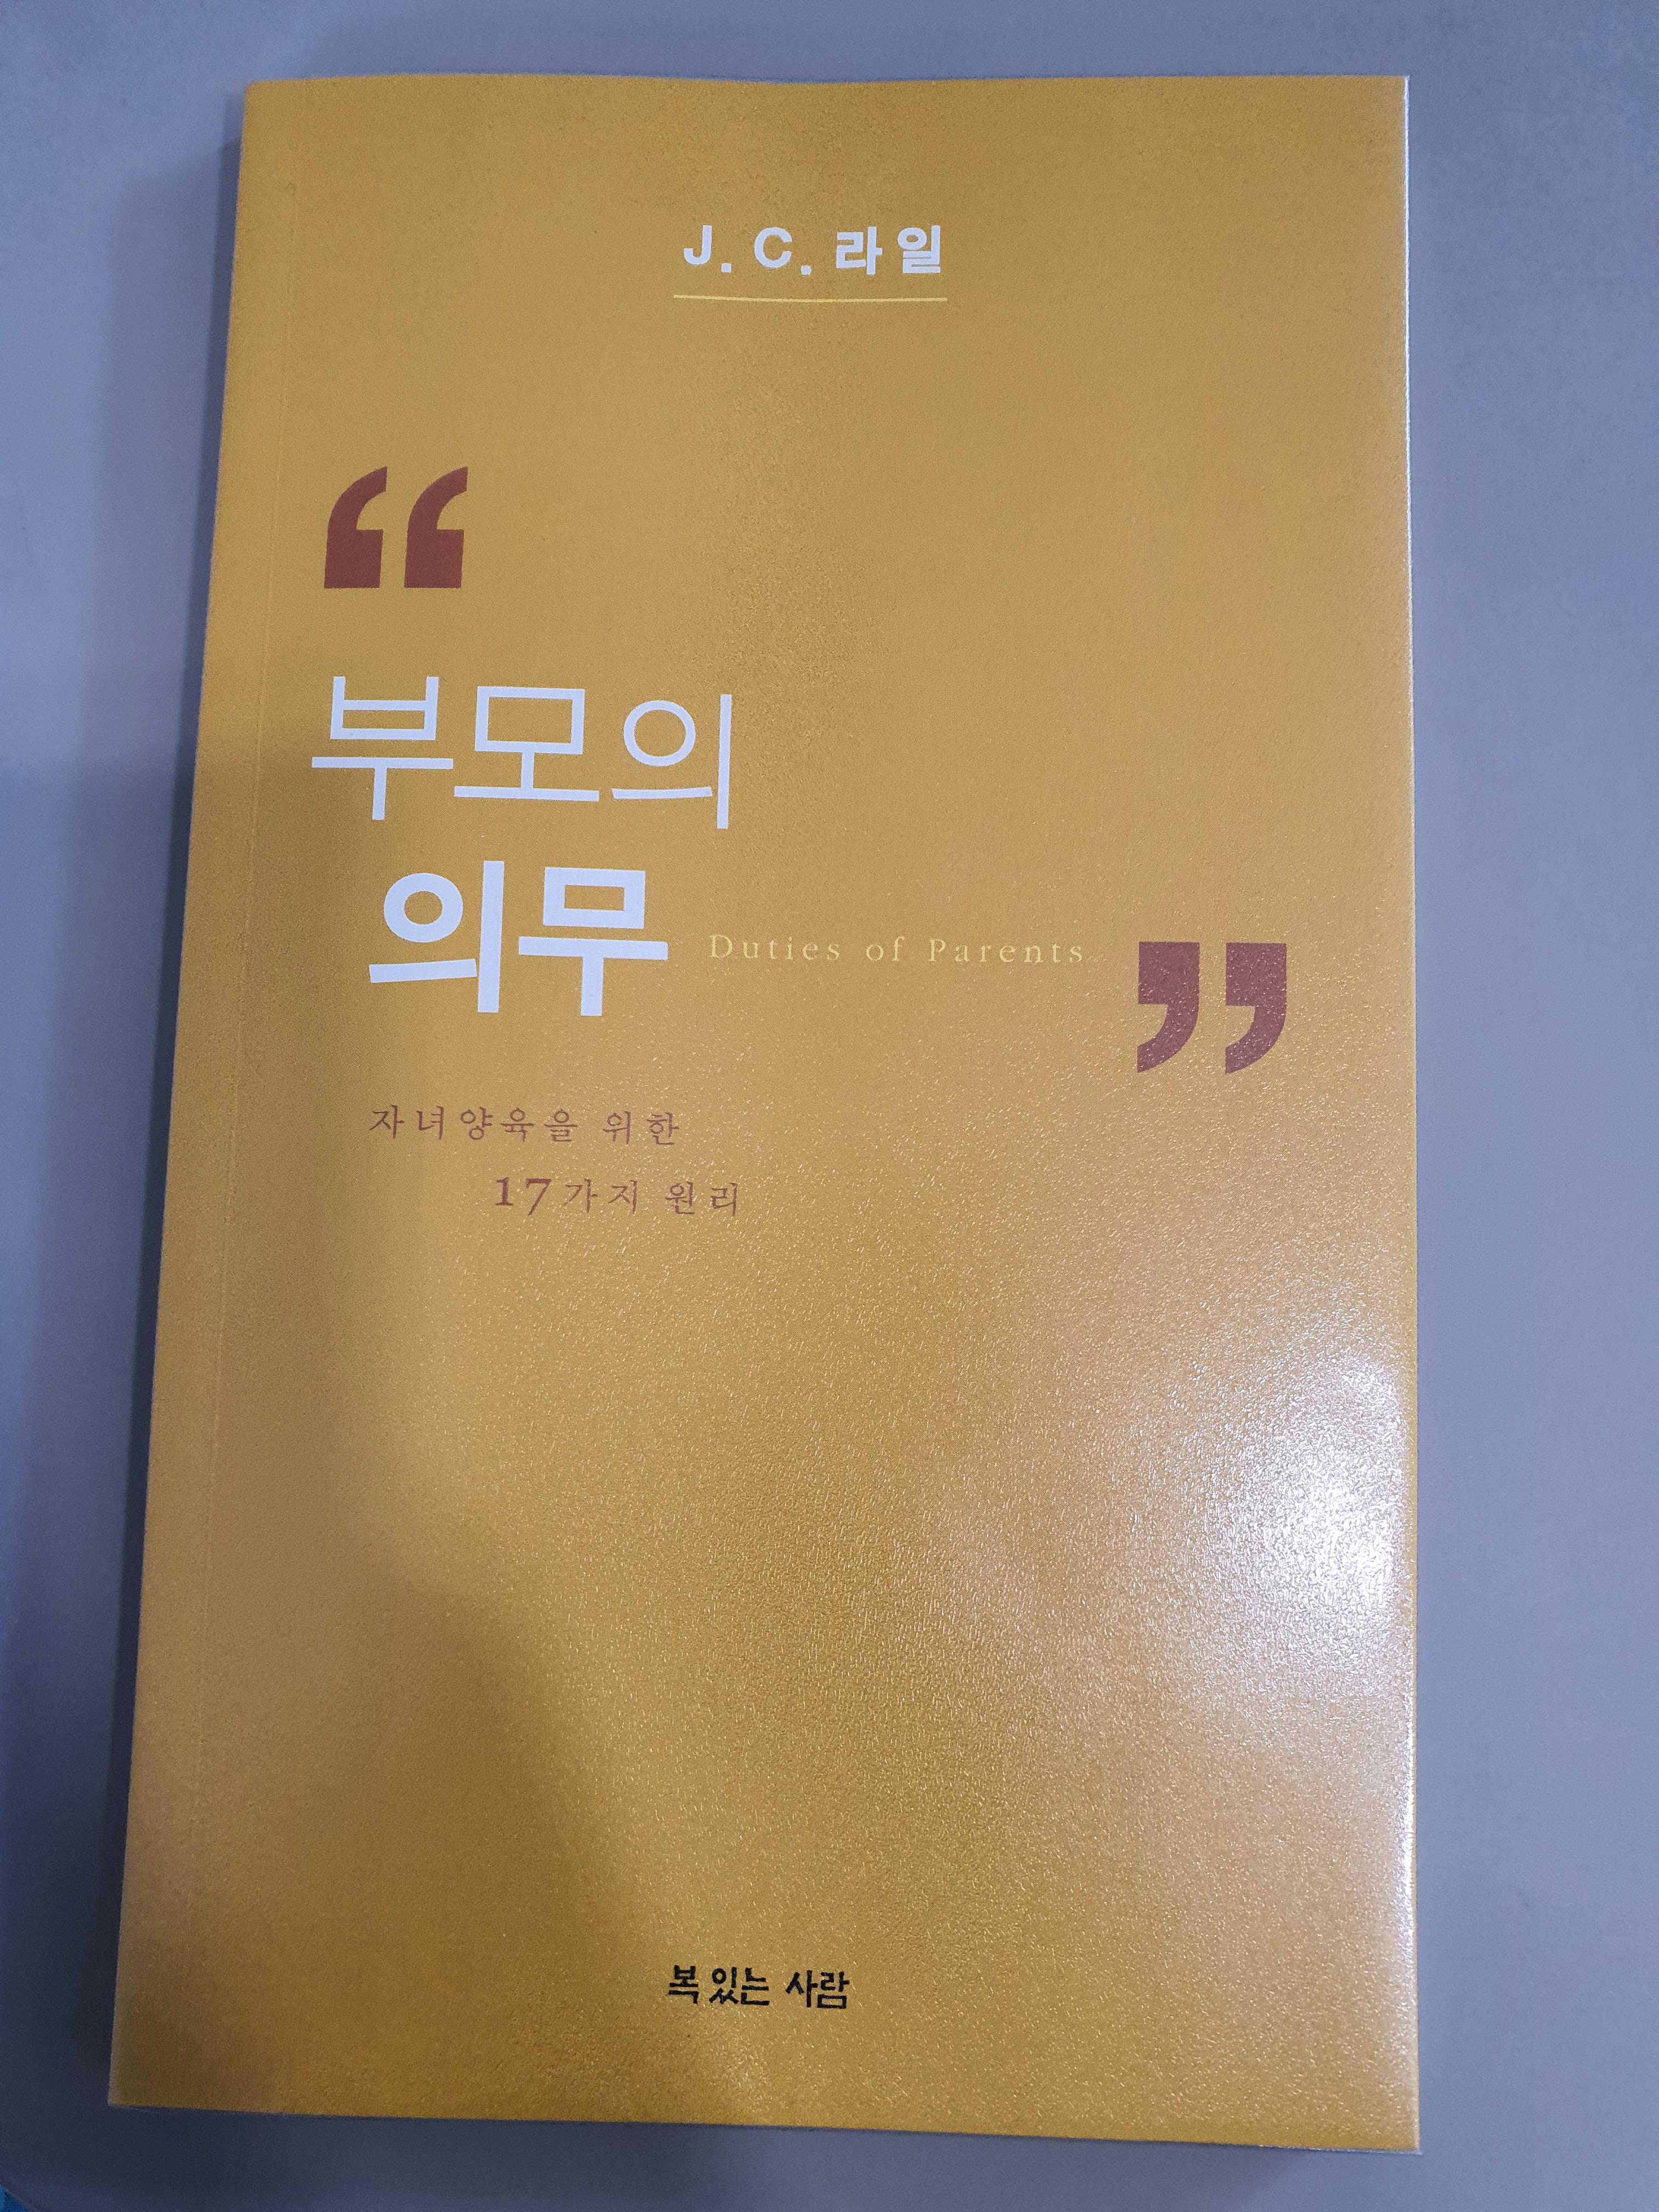 J. C. 라일
“
부모의
의무 Duties of Parents
”
자녀양육을 위한
17가지 원리
복 있는 사람